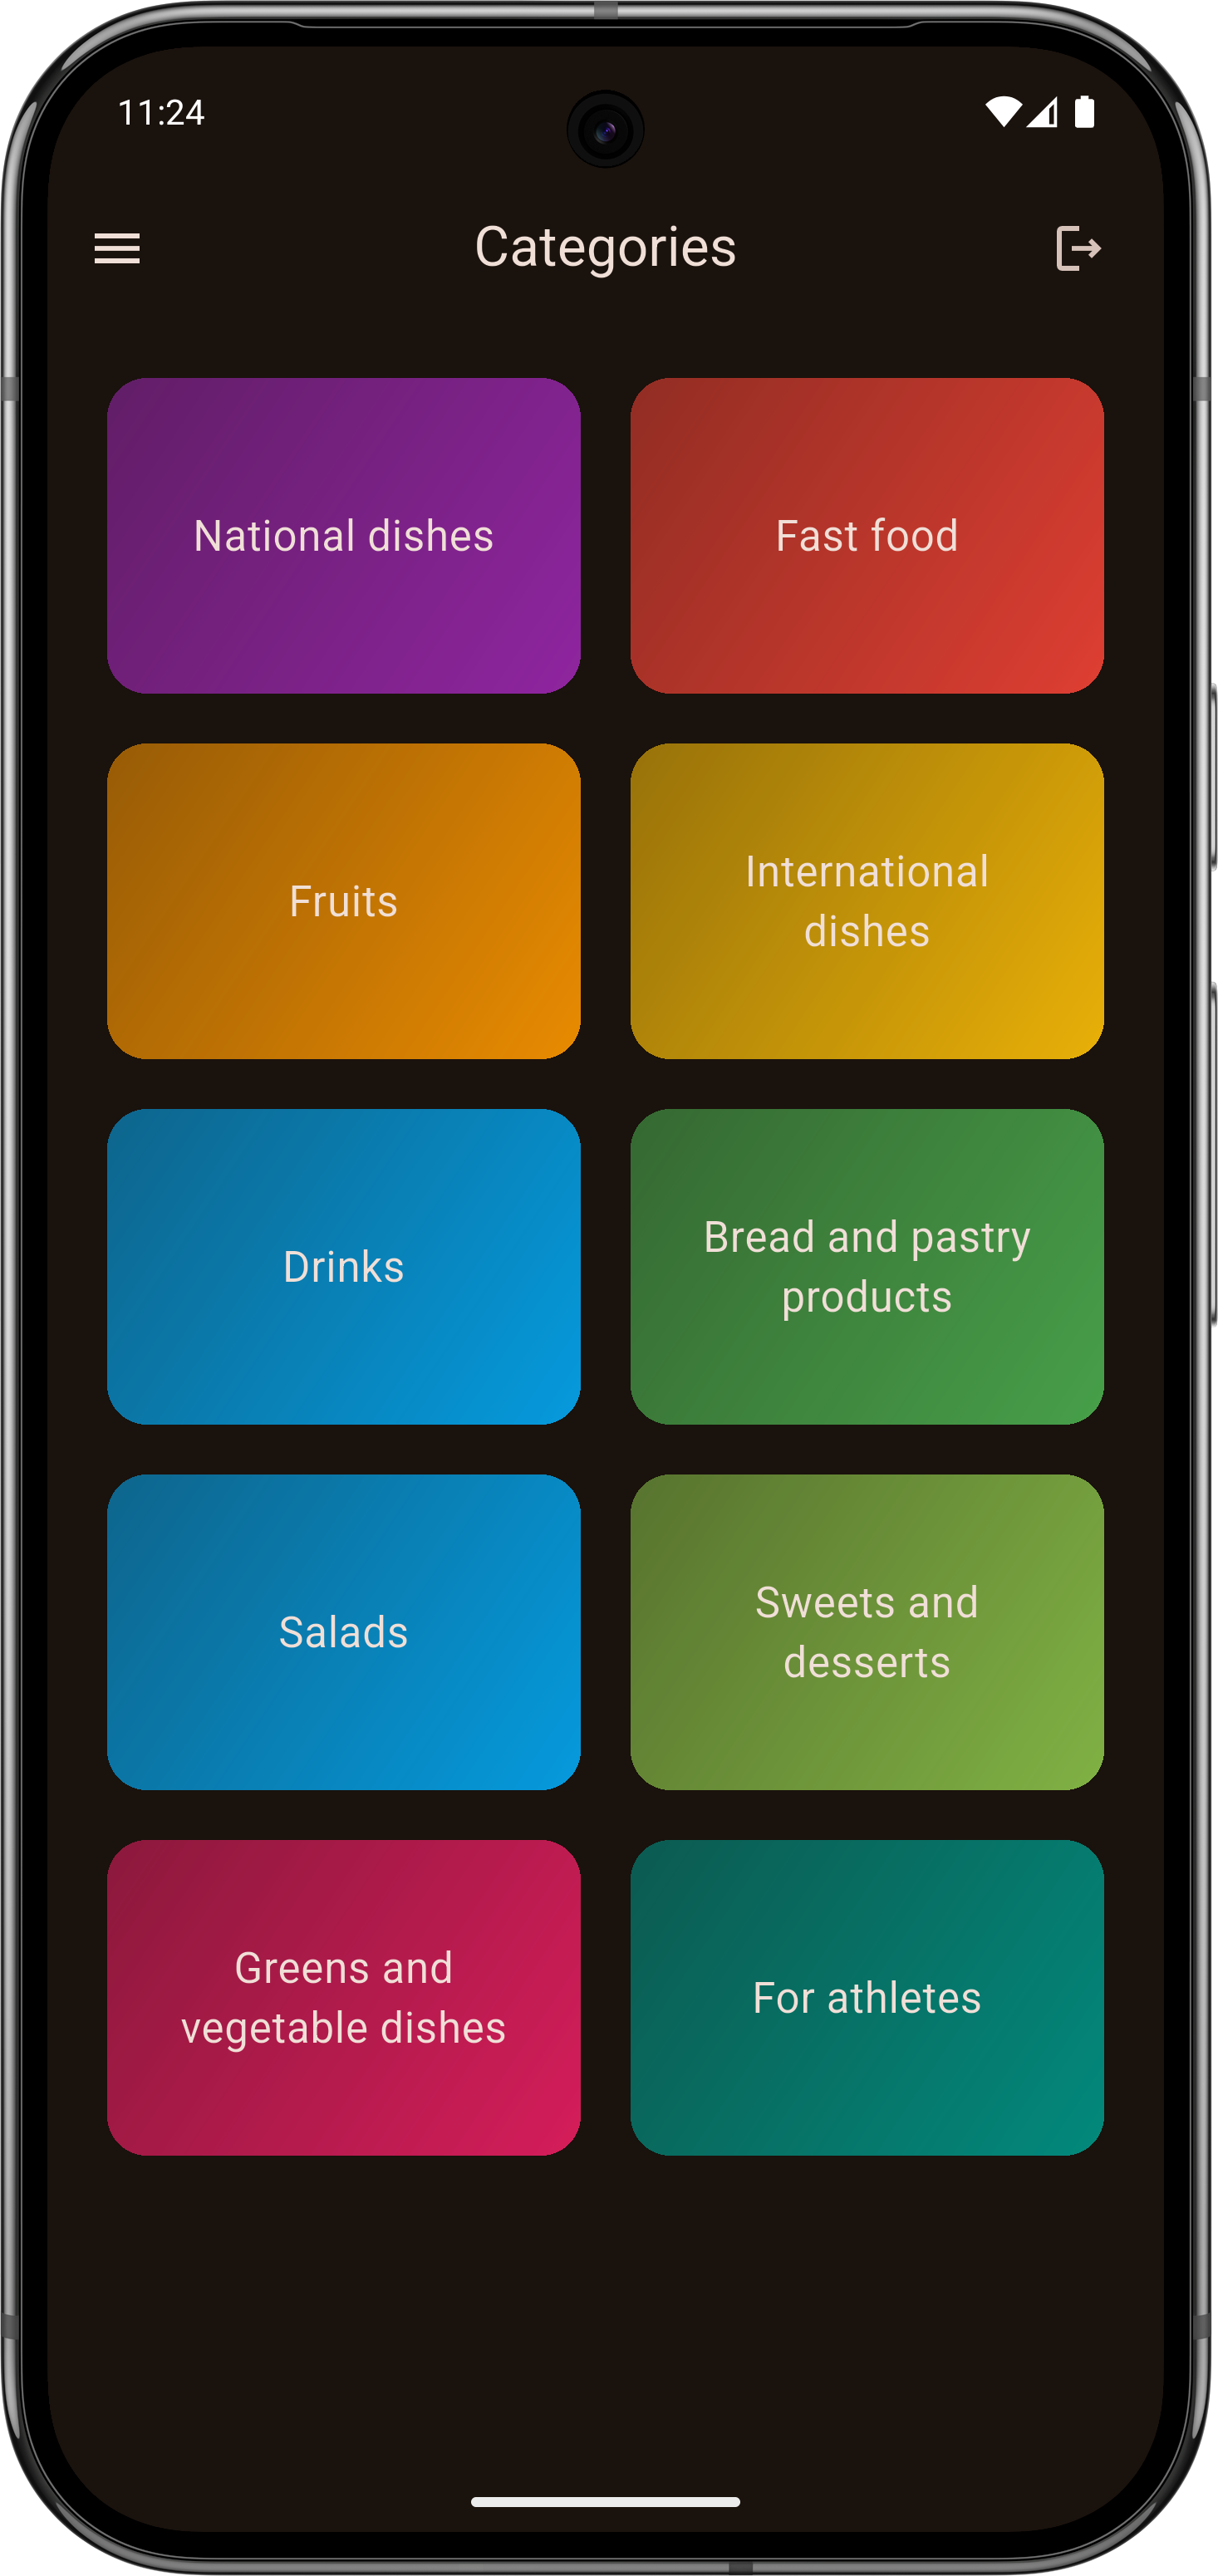 11:24
Categories
National dishes
Fast food
Fruits
International
dishes
Drinks
Bread and pastry
products
Salads
Sweets and
desserts
Greens and
vegetable dishes
For athletes